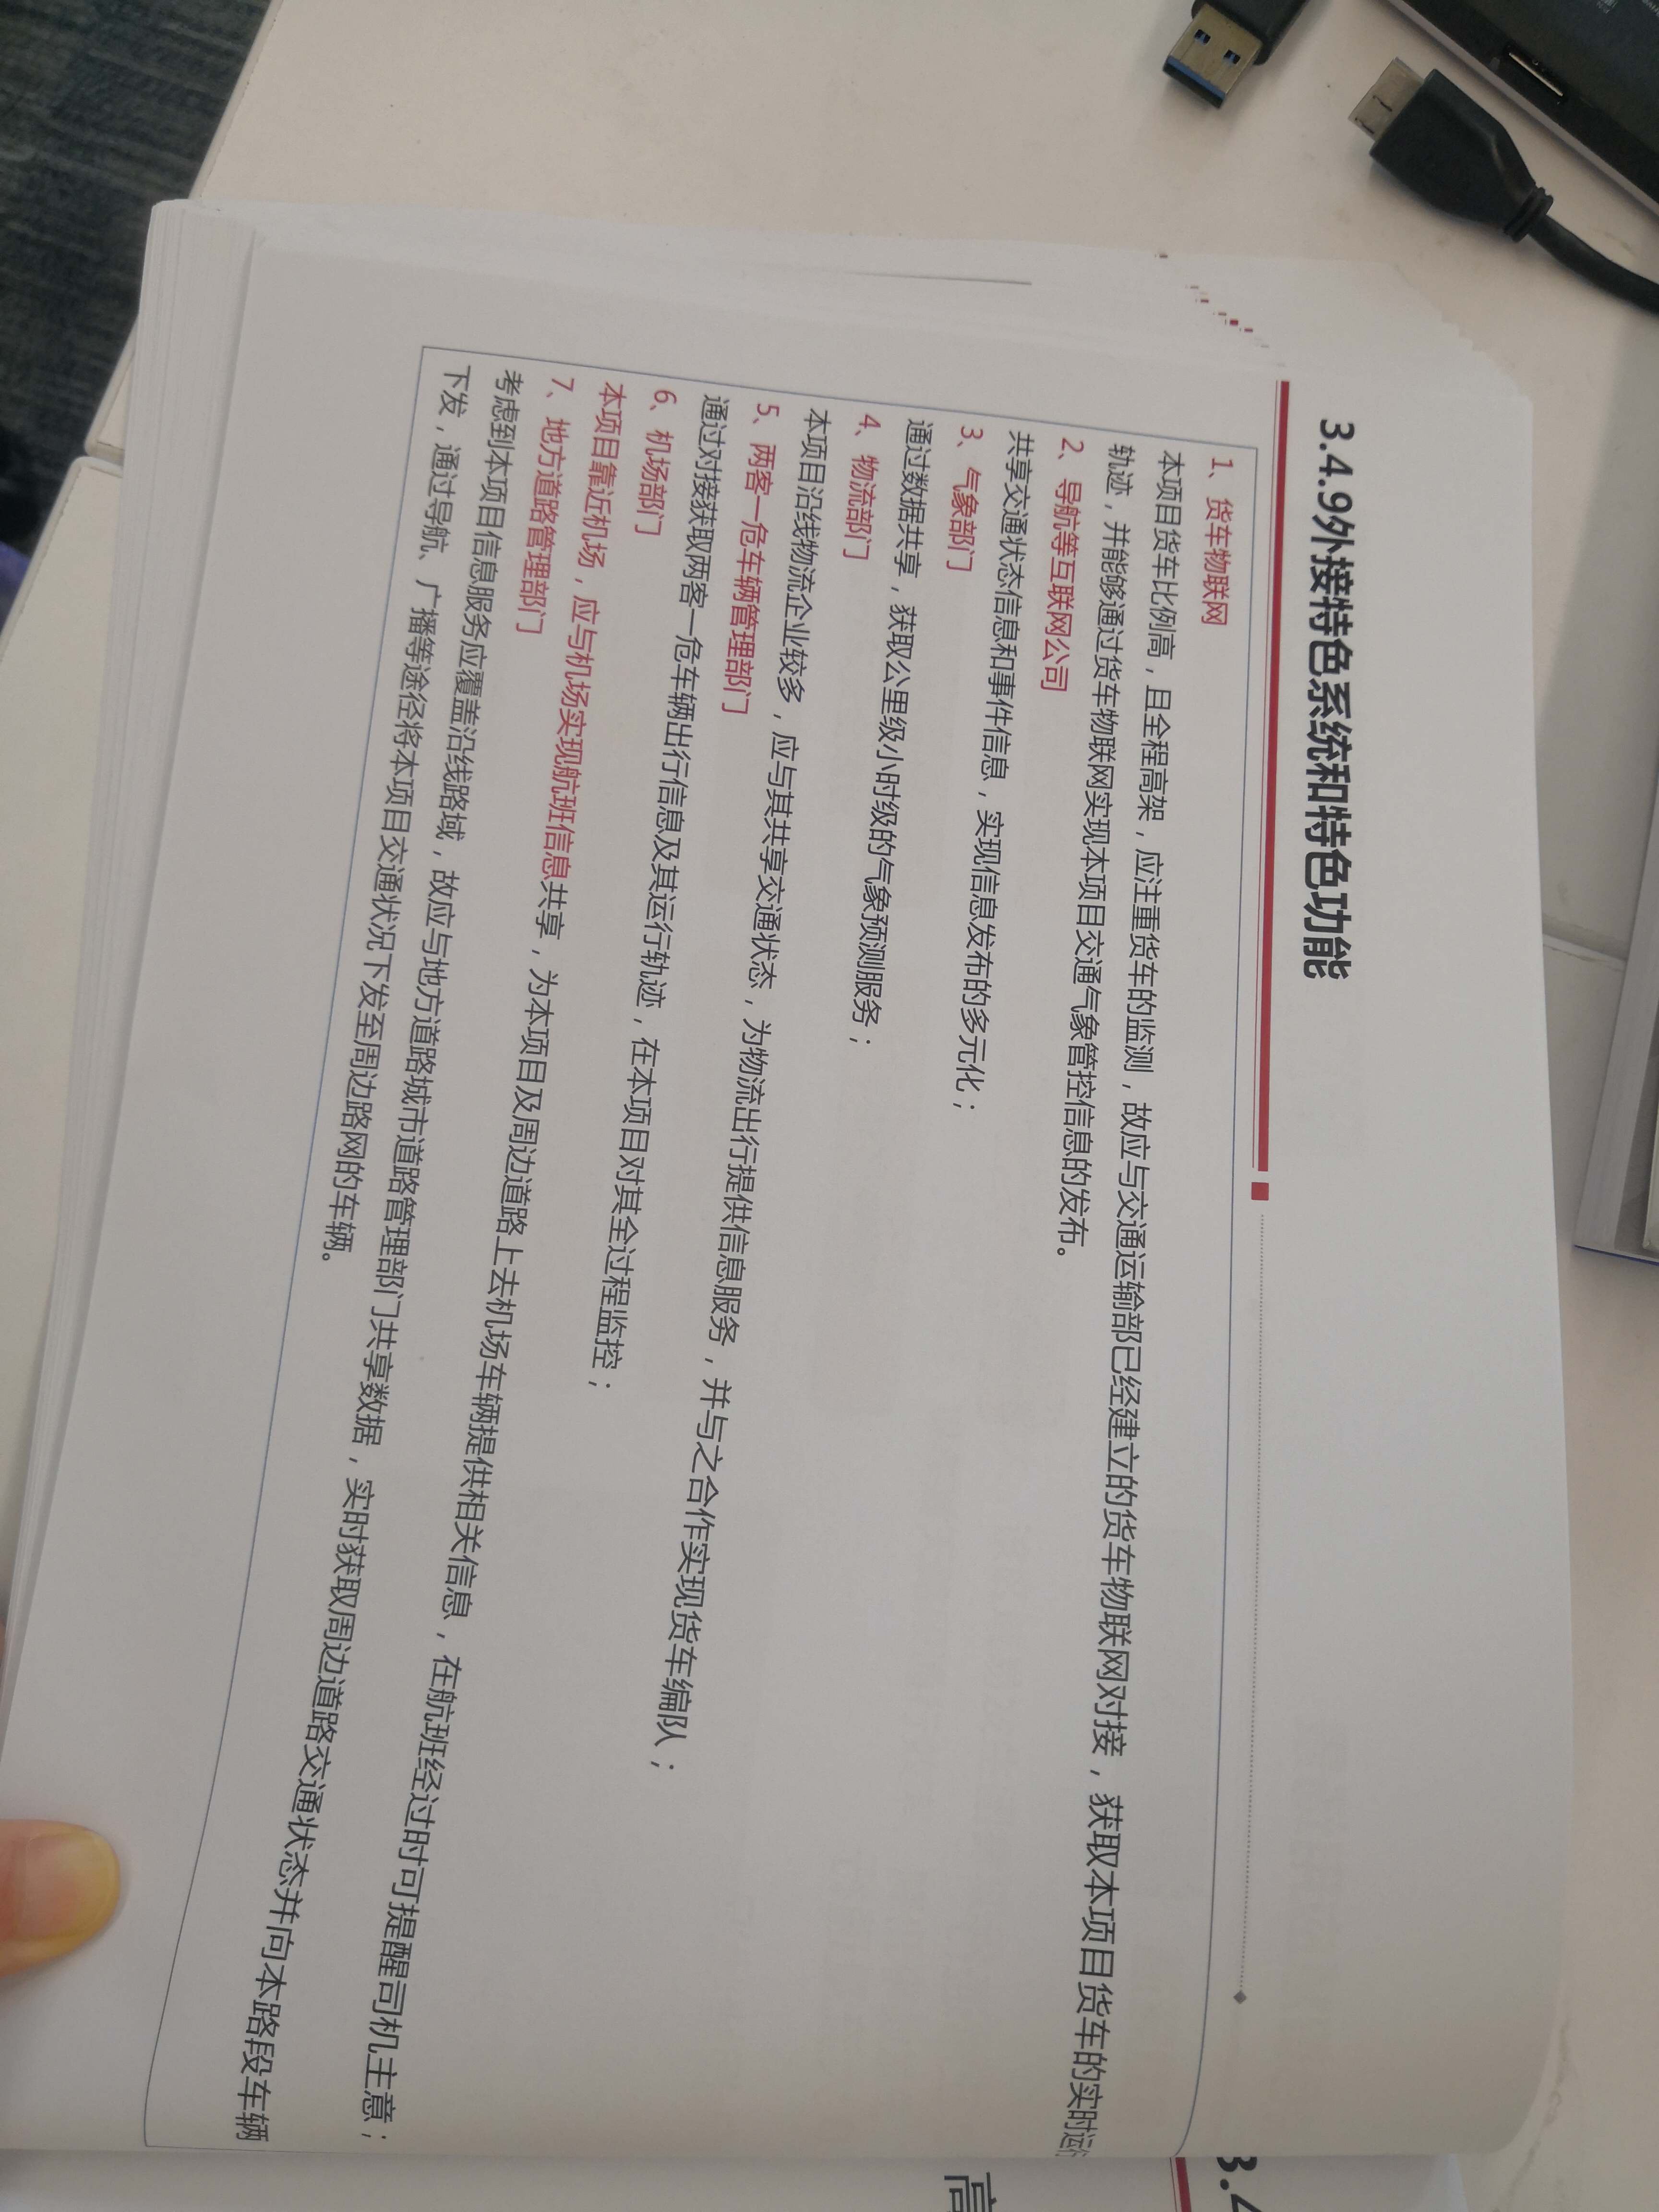 3.4.9外接特色系统和特色功能
1、货车物联网
本项目货车比例高，且全程高架，应注重货车的监测，故应与交通运输部已经建立的货车物联网对接，获取本项目货车的实时运行
轨迹，并能够通过货车物联网实现本项目交通气象管控信息的发布。
2、导航等互联网公司
共享交通状态信息和事件信息，实现信息发布的多元化；
3、气象部门
通过数据共享，获取公里级小时级的气象预测服务；
4、物流部门
本项目沿线物流企业较多，应与其共享交通状态，为物流出行提供信息服务，并与之合作实现货车编队；
5、两客一危车辆管理部门
通过对接获取两客一危车辆出行信息及其运行轨迹，在本项目对其全过程监控；
6、机场部门
本项目靠近机场，应与机场实现航班信息共享，为本项目及周边道路上去机场车辆提供相关信息，在航班经过时可提醒司机主意；
7、地方道路管理部门
考虑到本项目信息服务应覆盖沿线路域，故应与地方道路城市道路管理部门共享数据，实时获取周边道路交通状态并向本路段车辆
下发，通过导航、广播等途径将本项目交通状况下发至周边路网的车辆。
3.4
高